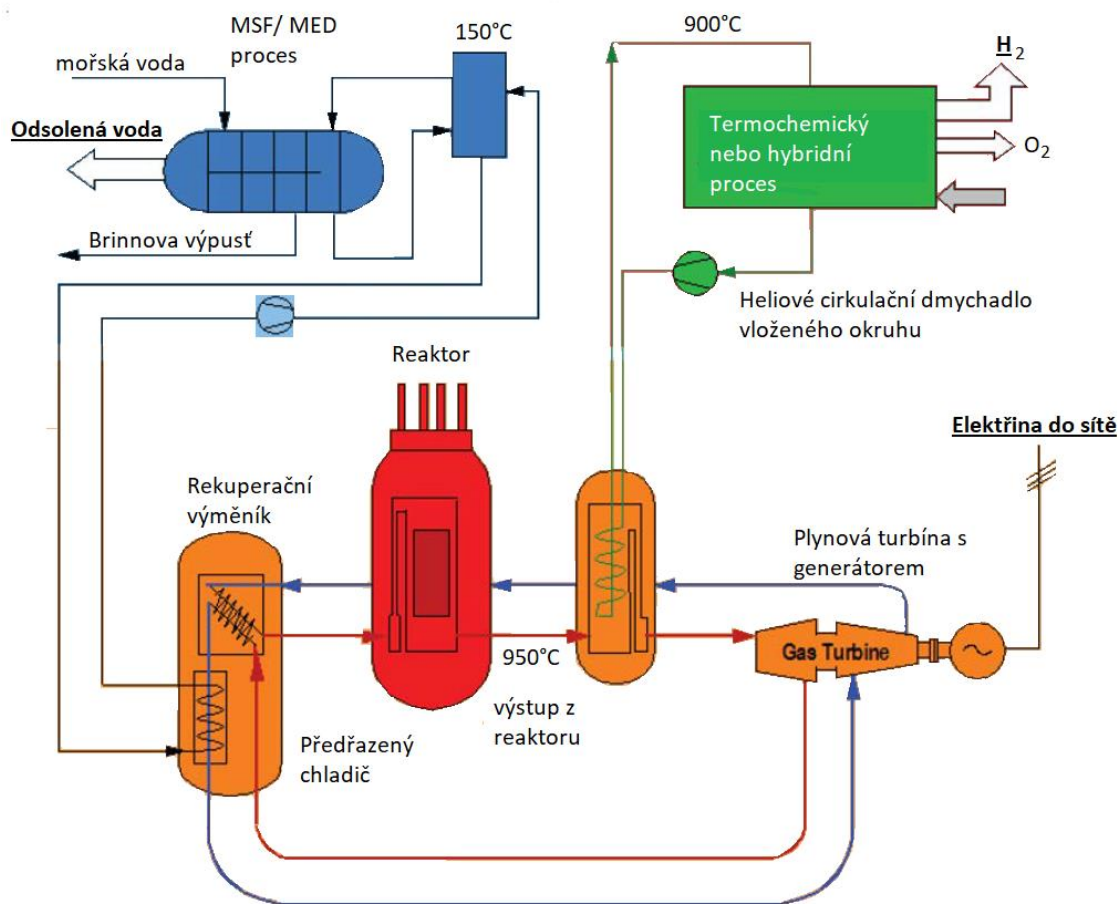 MSF/ MED
proces
150°C
900°C
H2
mořská voda
Odsolená voda
Termochemický
nebo hybridní
proces
O2
Brinnova výpusť
Heliové cirkulační dmychadlo
vloženého okruhu
Reaktor
Elektřina do sítě
Rekuperační
výměník
Plynová turbína s
generátorem
Gas Turbine
950°C
výstup z
reaktoru
Předřazený
chladič